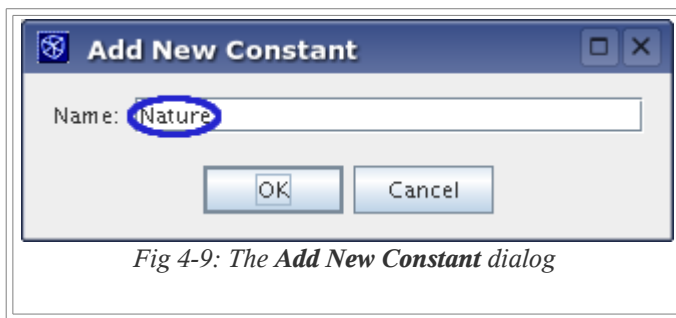 Add New Constant
Name: Nature
OK Cancel
Fig 4-9: The Add New Constant dialog